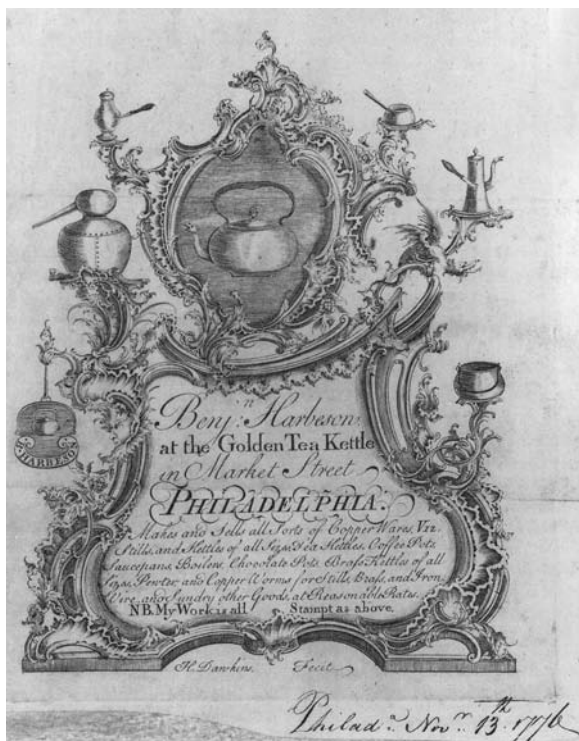 B. HARBESON
Benj:n Harbeson,
at the Golden Tea Kettle
in Market Street
PHILADELPHIA.
Makes and Sells all Sorts of Copper Wares, Viz.
Stills, and Kettles of all Sizes, Tea Kettles, Coffee Pots
Saucepans, Boilers, Chocolate Pots, Brass Kettles of all
Sizes, Pewter, and Copper Worms for Stills, Brass, and Iron
Wire and Sundry other Goods, at Reasonable Rates.
N.B. My Work is all Stampt as above.
H. Dawkins. Fecit
Philad.a Nov.r 13th 1776